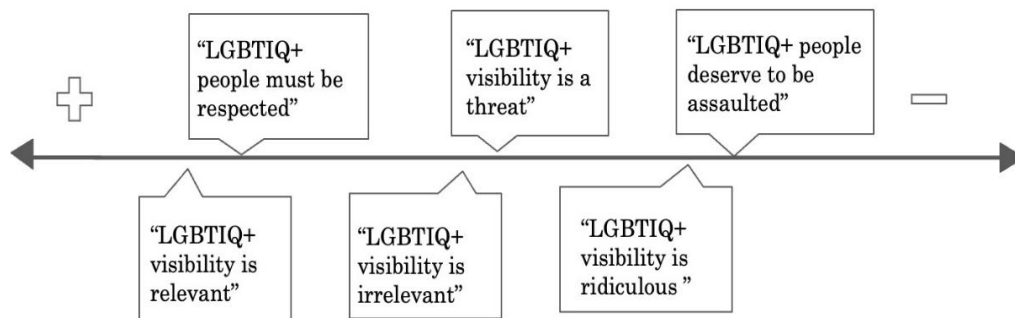 “LGBTIQ+
people must be
respected”
“LGBTIQ+
visibility is a
threat”
“LGBTIQ+ people
deserve to be
assaulted”
“LGBTIQ+
visibility is
relevant”
“LGBTIQ+
visibility is
irrelevant”
“LGBTIQ+
visibility is
ridiculous ”